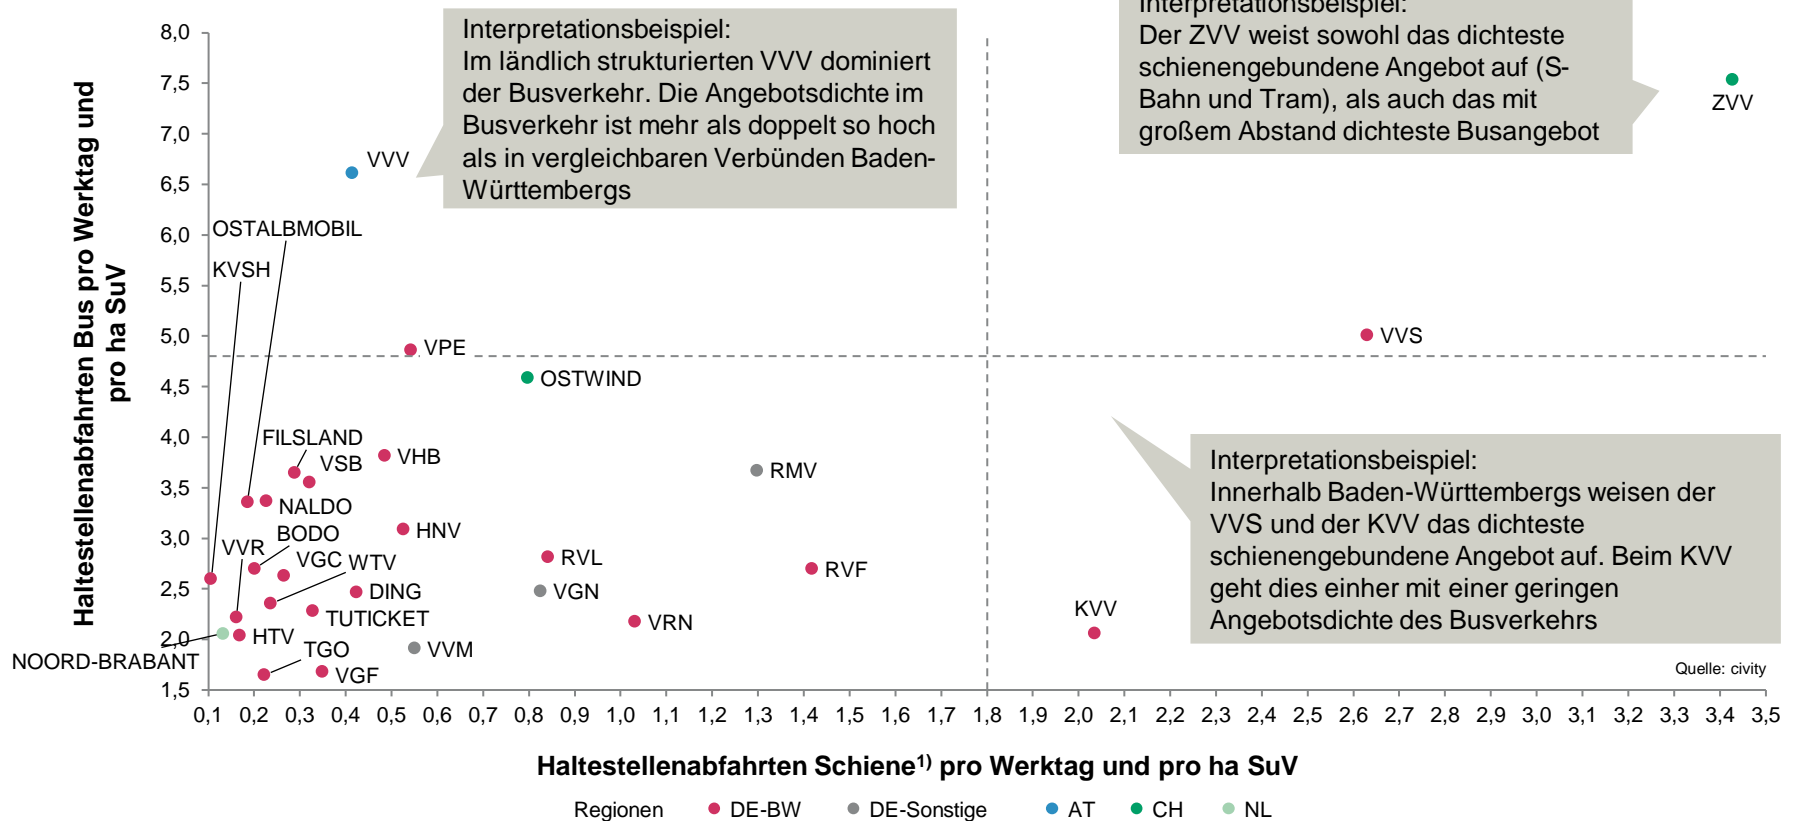 Interpretationsbeispiel:
Im ländlich strukturierten VVV dominiert
der Busverkehr. Die Angebotsdichte im
Busverkehr ist mehr als doppelt so hoch
als in vergleichbaren Verbünden Baden-
Württembergs
Interpretationsbeispiel:
Der ZVV weist sowohl das dichteste
schienengebundene Angebot auf (S-
Bahn und Tram), als auch das mit
großem Abstand dichteste Busangebot
Haltestellenabfahrten Bus pro Werktag und
pro ha SuV
8,0
7,5
7,0
6,5
6,0
5,5
5,0
4,5
4,0
3,5
3,0
2,5
2,0
1,5
ZVV
VVV
OSTALBMOBIL
KVSH
VVS
VPE
OSTWIND
FILSLAND
VSB
VHB
RMV
NALDO
HNV
BODO
VVR
VGC
WTV
RVL
RVF
DING
VGN
TUTICKET
VRN
KVV
HTV
NOORD-BRABANT
TGO
VVM
VGF
Interpretationsbeispiel:
Innerhalb Baden-Württembergs weisen der
VVS und der KVV das dichteste
schienengebundene Angebot auf. Beim KVV
geht dies einher mit einer geringen
Angebotsdichte des Busverkehrs
Quelle: civity
0,1 0,2 0,3 0,4 0,5 0,6 0,7 0,8 0,9 1,0 1,1 1,2 1,3 1,4 1,5 1,6 1,7 1,8 1,9 2,0 2,1 2,2 2,3 2,4 2,5 2,6 2,7 2,8 2,9 3,0 3,1 3,2 3,3 3,4 3,5
Haltestellenabfahrten Schiene1) pro Werktag und pro ha SuV
Regionen DE-BW DE-Sonstige AT CH NL